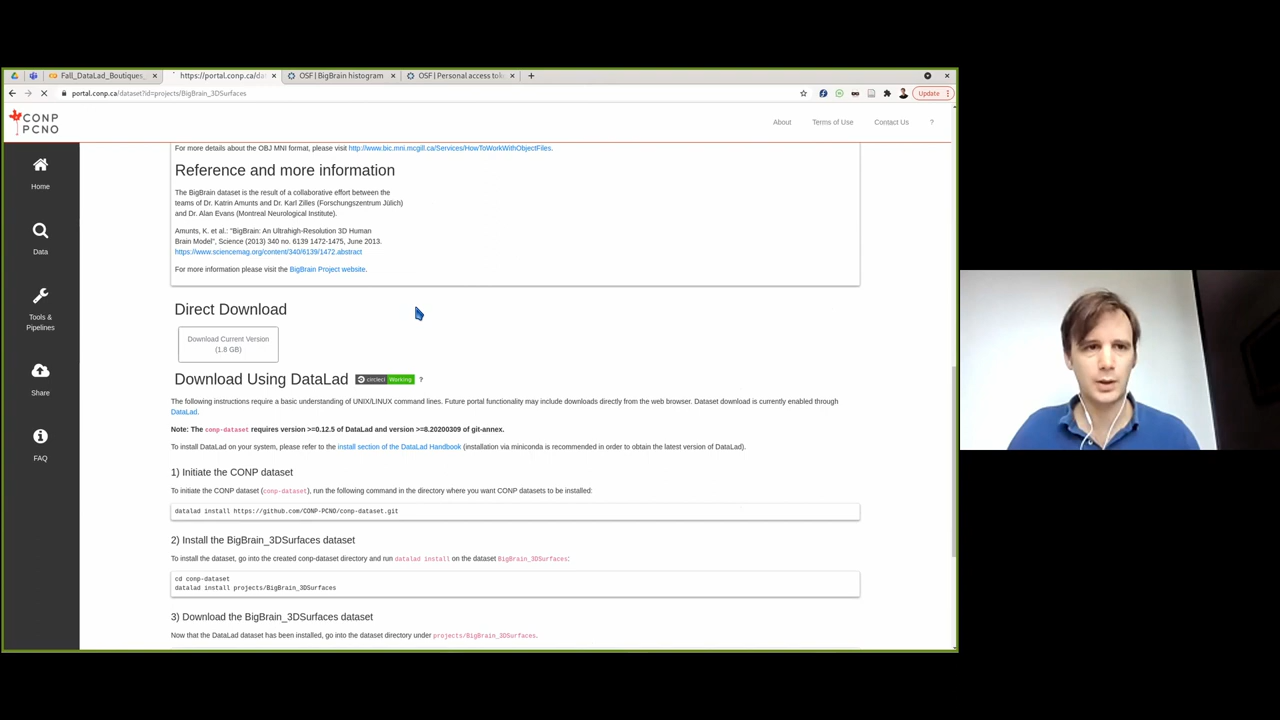 Fall_DataLad_Boutiques_
https://portal.conp.ca/dat
OSF | BigBrain histogram
OSF | Personal access tok
portal.conp.ca/dataset?id=projects/BigBrain_3DSurfaces
Update
CONP
PCNO
About
Terms of Use
Contact Us
?
Home
Data
Tools &
Pipelines
Share
FAQ
For more details about the OBJ MNI format, please visit http://www.bic.mni.mcgill.ca/Services/HowToWorkWithObjectFiles.
Reference and more information
The BigBrain dataset is the result of a collaborative effort between the
teams of Dr. Katrin Amunts and Dr. Karl Zilles (Forschungszentrum Jülich)
and Dr. Alan Evans (Montreal Neurological Institute).
Amunts, K. et al.: "BigBrain: An Ultrahigh-Resolution 3D Human
Brain Model", Science (2013) 340 no. 6139 1472-1475, June 2013.
https://www.sciencemag.org/content/340/6139/1472.abstract
For more information please visit the BigBrain Project website.
Direct Download
Download Current Version
(1.8 GB)
Download Using DataLad circleci Working ?
The following instructions require a basic understanding of UNIX/LINUX command lines. Future portal functionality may include downloads directly from the web browser. Dataset download is currently enabled through
DataLad.
Note: The conp-dataset requires version >=0.12.5 of DataLad and version >=8.20200309 of git-annex.
To install DataLad on your system, please refer to the install section of the DataLad Handbook (installation via miniconda is recommended in order to obtain the latest version of DataLad).
1) Initiate the CONP dataset
To initiate the CONP dataset (conp-dataset), run the following command in the directory where you want CONP datasets to be installed:
datalad install https://github.com/CONP-PCNO/conp-dataset.git
2) Install the BigBrain_3DSurfaces dataset
To install the dataset, go into the created conp-dataset directory and run datalad install on the dataset BigBrain_3DSurfaces:
cd conp-dataset
datalad install projects/BigBrain_3DSurfaces
3) Download the BigBrain_3DSurfaces dataset
Now that the DataLad dataset has been installed, go into the dataset directory under projects/BigBrain_3DSurfaces.